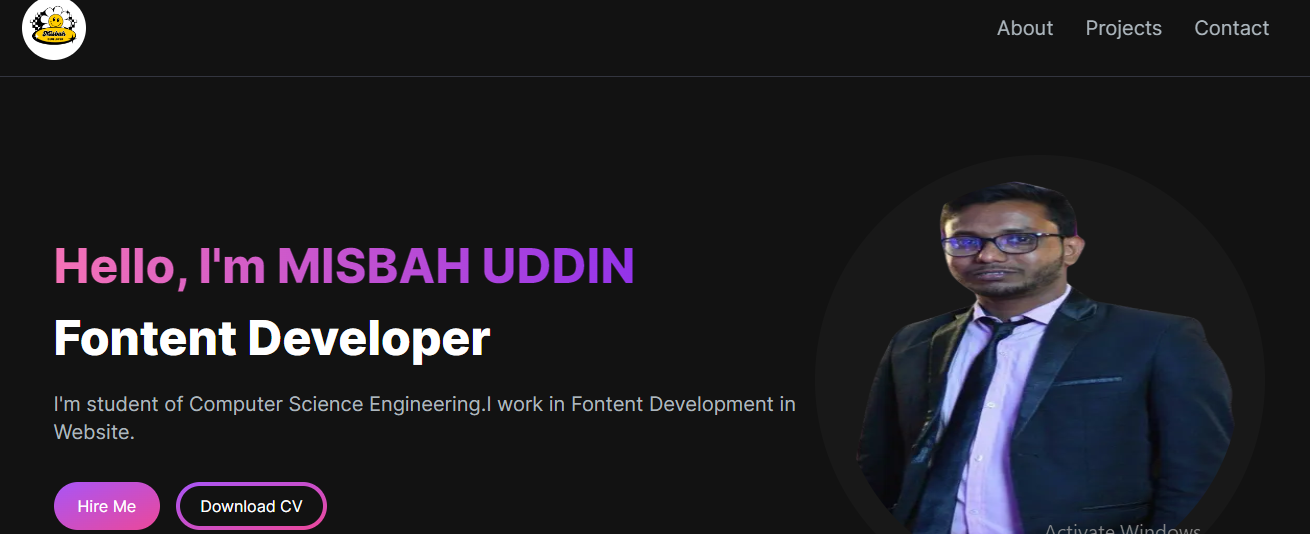 Misbah
About Projects Contact
Hello, I'm MISBAH UDDIN
Fontent Developer
I'm student of Computer Science Engineering.I work in Fontent Development in
Website.
Hire Me Download CV
Activate Windows